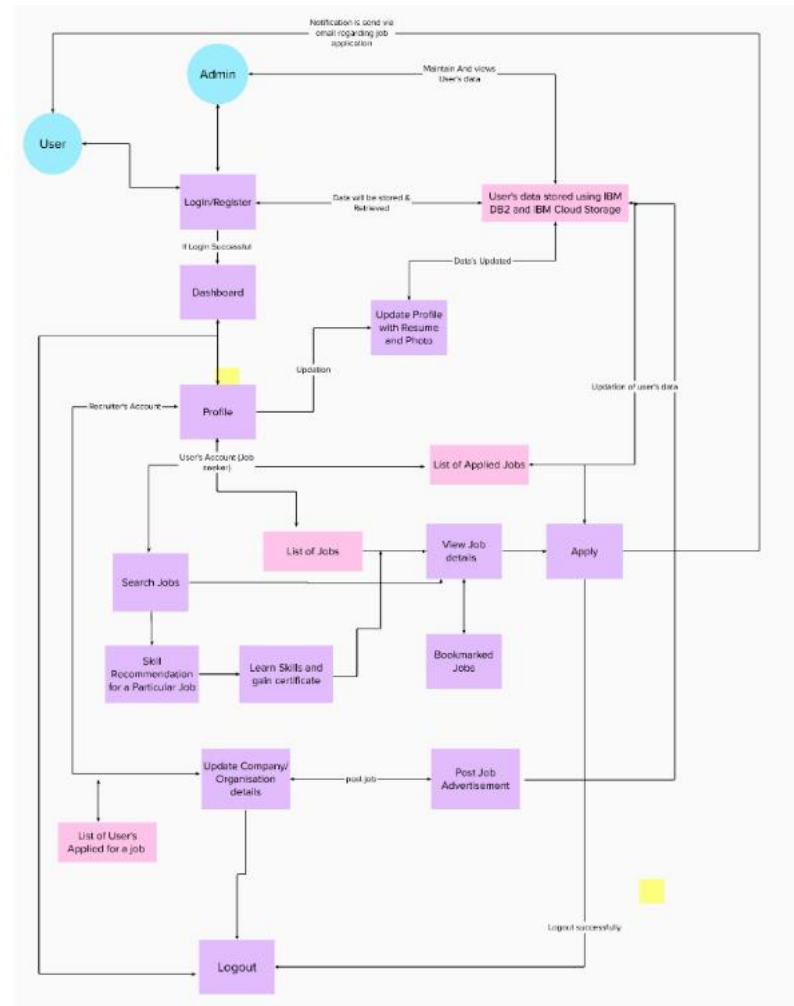 Notification is send via
email regarding job
application
Admin
Maintain And views
User's data
User
Login/Register
Data will be stored &
Retrieved
User's data stored using IBM
DB2 and IBM Cloud Storage
If Login Successful
Dashboard
Data's Updated
Update Profile
with Resume
and Photo
Updation
Updation of user's data
Recruiter's Account
Profile
User's Account (Job
seeker)
List of Applied Jobs
List of Jobs
View Job
details
Apply
Search Jobs
Skill
Recommendation
for a Particular Job
Learn Skills and
gain certificate
Bookmarked
Jobs
Update Company/
Organisation
details
post job
Post Job
Advertisement
List of User's
Applied for a job
Logout successfully
Logout